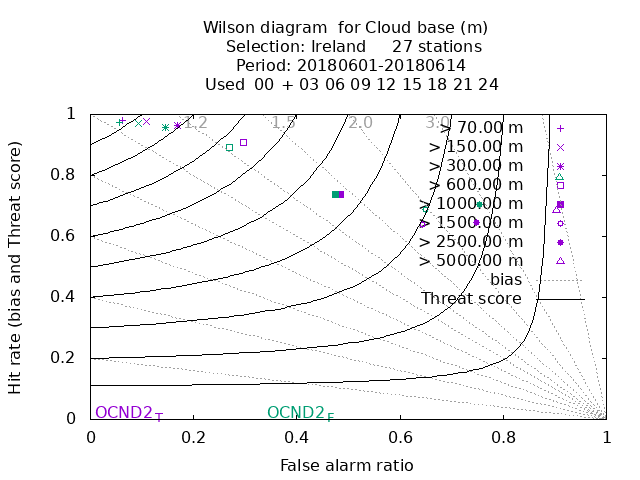 Wilson diagram for Cloud base (m)
Selection: Ireland 27 stations
Period: 20180601-20180614
Used 00 + 03 06 09 12 15 18 21 24
Hit rate (bias and Threat score)
1
0.8
0.6
0.4
0.2
0
1.2 1.5 2.0 3.0
> 70.00 m
> 150.00 m
> 300.00 m
> 600.00 m
> 1000.00 m
> 1500.00 m
> 2500.00 m
> 5000.00 m
bias
Threat score
OCND2_T OCND2_F
0 0.2 0.4 0.6 0.8 1
False alarm ratio